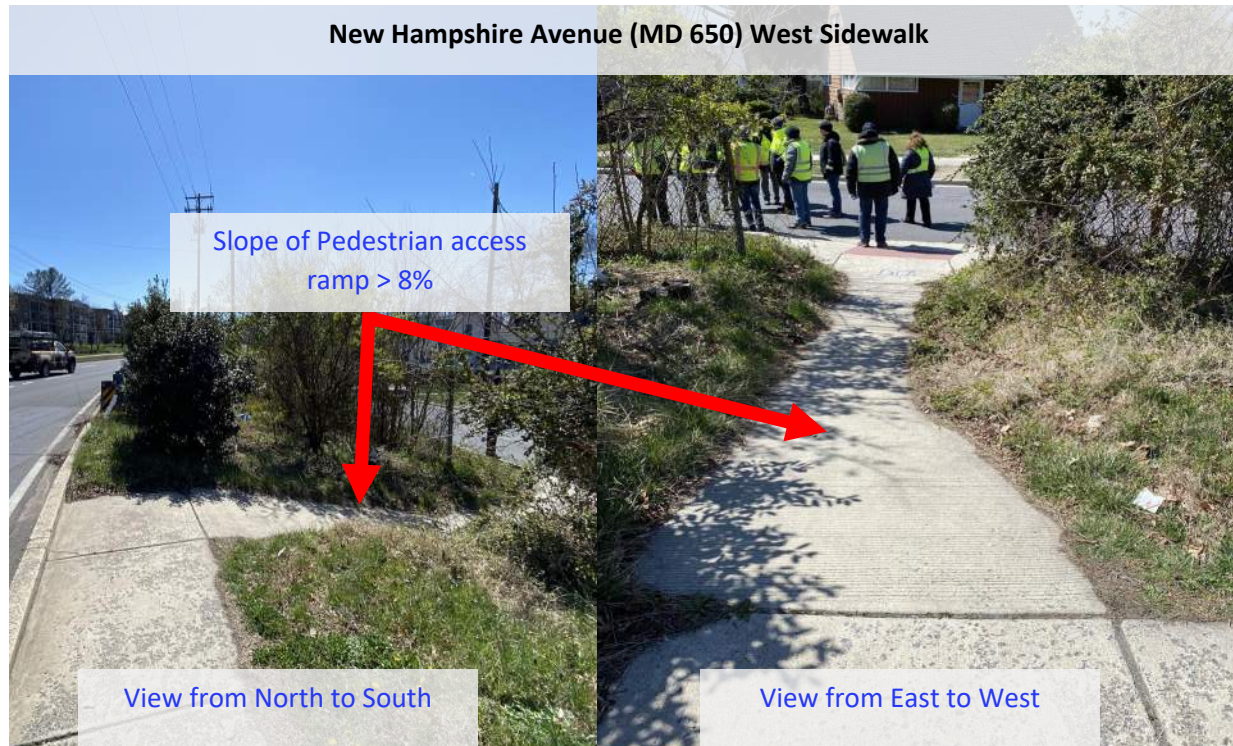 New Hampshire Avenue (MD 650) West Sidewalk
Slope of Pedestrian access
ramp > 8%
View from North to South
View from East to West